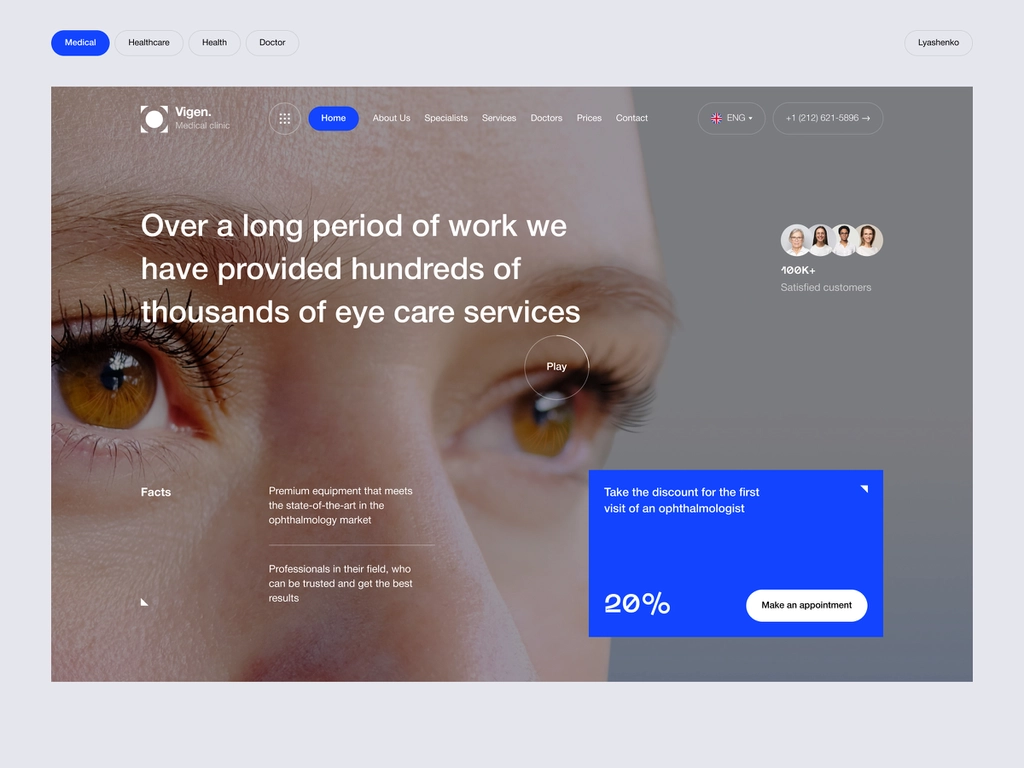 Medical
Healthcare
Health
Doctor
Lyashenko
Vigen.
Medical clinic
Home
About Us
Specialists
Services
Doctors
Prices
Contact
ENG
+1 (212) 621-5896 →
Over a long period of work we
have provided hundreds of
thousands of eye care services
100K+
Satisfied customers
Play
Facts
Premium equipment that meets
the state-of-the-art in the
ophthalmology market
Professionals in their field, who
can be trusted and get the best
results
Take the discount for the first
visit of an ophthalmologist
20%
Make an appointment